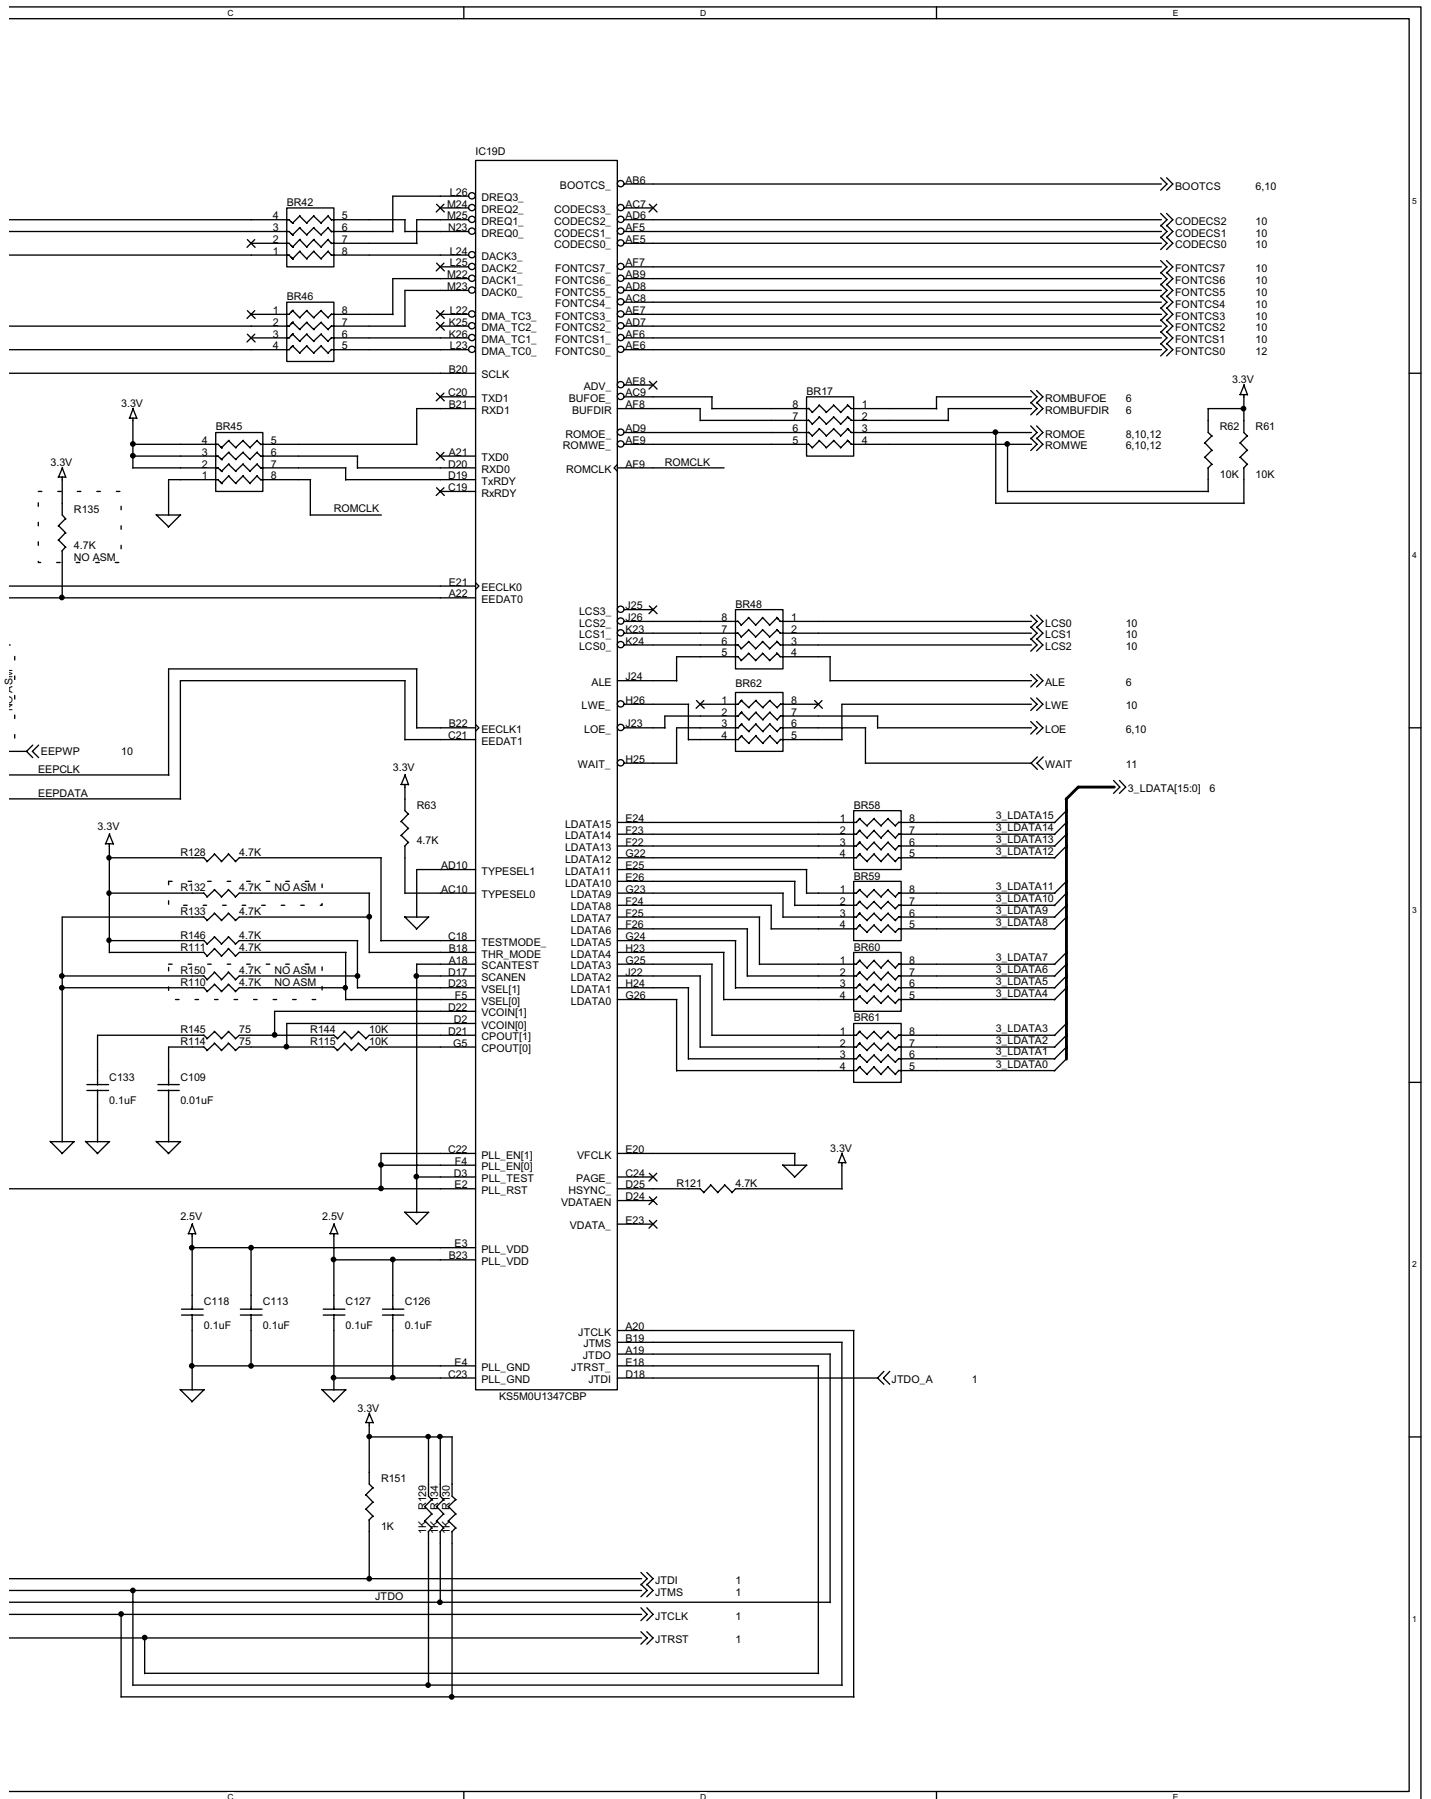 C
D
E
IC19D
BR42
4 5
3 6
2 7
1 8
L26 DREQ3_
M24 DREQ2_
M25 DREQ1_
N23 DREQ0_
L24 DACK3_
L25 DACK2_
M22 DACK1_
M23 DACK0_
BR46
1 8
2 7
3 6
4 5
L22 DMA_TC3_
K25 DMA_TC2_
K26 DMA_TC1_
L23 DMA_TC0_
B20 SCLK
C20 TXD1
B21 RXD1
3.3V
BR45
4 5
3 6
2 7
1 8
A21 TXD0
D20 RXD0
D19 TxRDY
C19 RxRDY
ROMCLK
3.3V
R135
4.7K
NO ASM
E21 EECLK0
A22 EEDAT0
NO ASM
B22 EECLK1
C21 EEDAT1
EEPWP 10
EEPCLK
EEPDATA
3.3V
R63
4.7K
AD10 TYPESEL1
AC10 TYPESEL0
3.3V
R128 4.7K
R132 4.7K NO ASM
R133 4.7K
R146 4.7K
R111 4.7K
R150 4.7K NO ASM
R110 4.7K NO ASM
C18 TESTMODE_
B18 THR_MODE
A18 SCANTEST
D17 SCANEN
D23 VSEL[1]
F5 VSEL[0]
D22 VCOIN[1]
D2 VCOIN[0]
D21 CPOUT[1]
G5 CPOUT[0]
R145 75 R144 10K
R114 75 R115 10K
C133
0.1uF
C109
0.01uF
C22 PLL_EN[1]
F4 PLL_EN[0]
D3 PLL_TEST
E2 PLL_RST
2.5V
2.5V
E3 PLL_VDD
B23 PLL_VDD
C118
0.1uF
C113
0.1uF
C127
0.1uF
C126
0.1uF
E4 PLL_GND
C23 PLL_GND
KS5M0U1347CBP
BOOTCS_ AB6 BOOTCS 6,10
CODECS3_ AC7
CODECS2_ AD6 CODECS2 10
CODECS1_ AF5 CODECS1 10
CODECS0_ AE5 CODECS0 10
FONTCS7_ AF7 FONTCS7 10
FONTCS6_ AB9 FONTCS6 10
FONTCS5_ AD8 FONTCS5 10
FONTCS4_ AC8 FONTCS4 10
FONTCS3_ AE7 FONTCS3 10
FONTCS2_ AD7 FONTCS2 10
FONTCS1_ AF6 FONTCS1 10
FONTCS0_ AE6 FONTCS0 12
ADV_ AE8
BUFOE_ AC9
BUFDIR AF8
ROMOE_ AD9
ROMWE_ AE9
ROMCLK AF9 ROMCLK
BR17
8 1
7 2
6 3
5 4
ROMBUFOE 6
ROMBUFDIR 6
ROMOE 8,10,12
ROMWE 6,10,12
3.3V
R62 R61
10K 10K
LCS3_ J25
LCS2_ J26
LCS1_ K23
LCS0_ K24
ALE J24
LWE_ H26
LOE_ J23
WAIT_ H25
BR48
8 1
7 2
6 3
5 4
BR62
1 8
2 7
3 6
4 5
LCS0 10
LCS1 10
LCS2 10
ALE 6
LWE 10
LOE 6,10
WAIT 11
3_LDATA[15:0] 6
LDATA15 E24
LDATA14 F23
LDATA13 F22
LDATA12 G22
LDATA11 E25
LDATA10 E26
LDATA9 G23
LDATA8 F24
LDATA7 F25
LDATA6 F26
LDATA5 G24
LDATA4 H23
LDATA3 G25
LDATA2 J22
LDATA1 H24
LDATA0 G26
BR58
1 8 3_LDATA15
2 7 3_LDATA14
3 6 3_LDATA13
4 5 3_LDATA12
BR59
1 8 3_LDATA11
2 7 3_LDATA10
3 6 3_LDATA9
4 5 3_LDATA8
BR60
1 8 3_LDATA7
2 7 3_LDATA6
3 6 3_LDATA5
4 5 3_LDATA4
BR61
1 8 3_LDATA3
2 7 3_LDATA2
3 6 3_LDATA1
4 5 3_LDATA0
VFCLK E20
PAGE_ C24
HSYNC_ D25 R121 4.7K
3.3V
VDATAEN D24
VDATA_ E23
JTCLK A20
JTMS B19
JTDO A19
JTRST_ E18
JTDI D18
JTDO_A 1
3.3V
R151
1K
1K R129
1K R134
1K R130
JTDI 1
JTMS 1
JTDO
JTCLK 1
JTRST 1
5
4
3
2
1
C
D
E